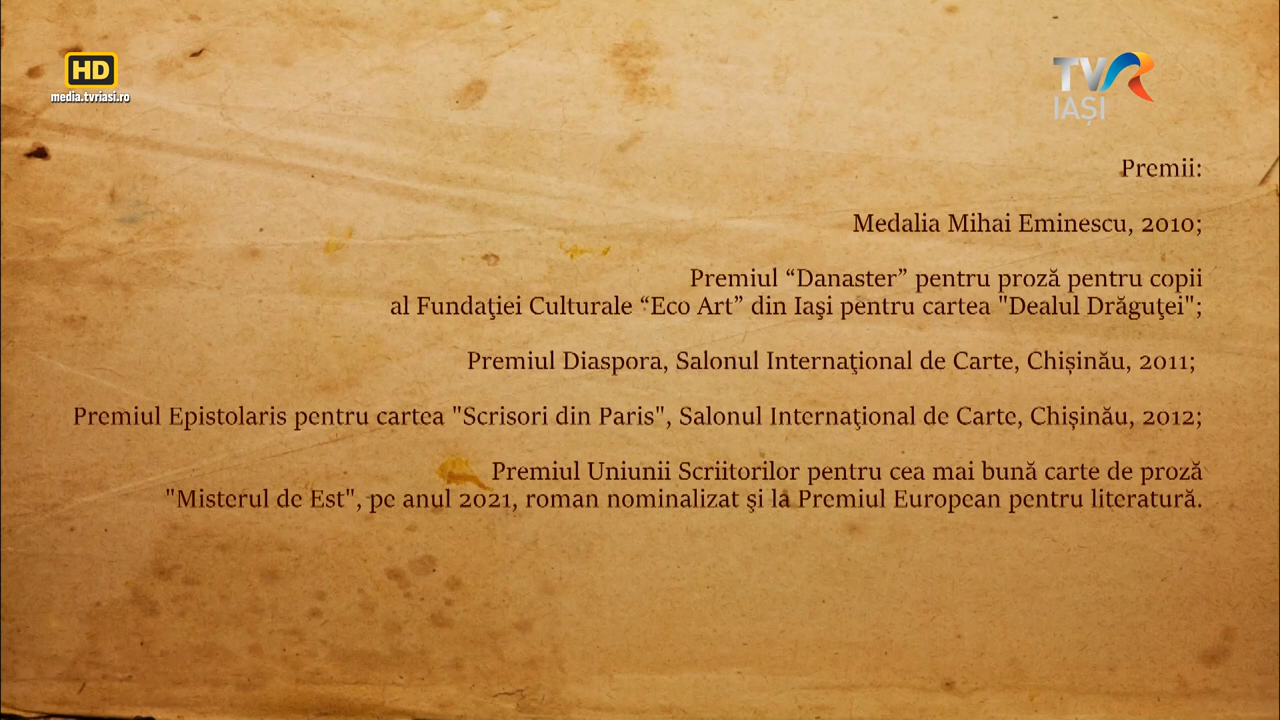 HD
media.tvriasi.ro
TVR
IAȘI
Premii:
Medalia Mihai Eminescu, 2010;
Premiul “Danaster” pentru proză pentru copii
al Fundaţiei Culturale “Eco Art” din Iaşi pentru cartea "Dealul Drăguţei";
Premiul Diaspora, Salonul Internaţional de Carte, Chișinău, 2011;
Premiul Epistolaris pentru cartea "Scrisori din Paris", Salonul Internaţional de Carte, Chișinău, 2012;
Premiul Uniunii Scriitorilor pentru cea mai bună carte de proză
"Misterul de Est", pe anul 2021, roman nominalizat şi la Premiul European pentru literatură.